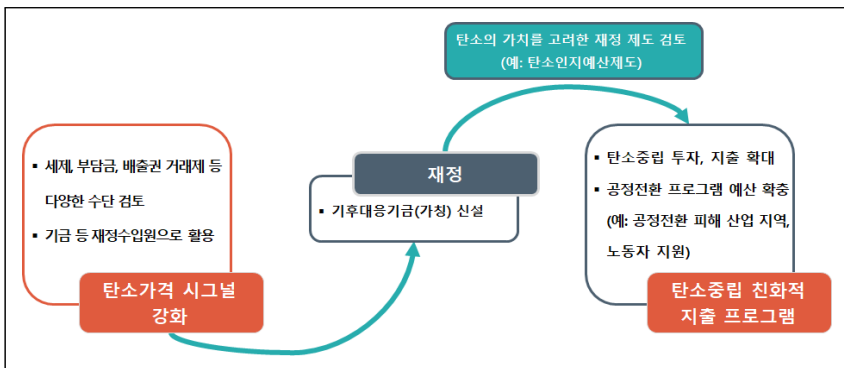 탄소의 가치를 고려한 재정 제도 검토
(예: 탄소인지예산제도)
▪ 세제, 부담금, 배출권 거래제 등
다양한 수단 검토
▪ 기금 등 재정수입원으로 활용
탄소가격 시그널
강화
재정
▪ 기후대응기금(가칭) 신설
▪ 탄소중립 투자, 지출 확대
▪ 공정전환 프로그램 예산 확충
(예: 공정전환 피해 산업 지역,
노동자 지원)
탄소중립 친화적
지출 프로그램